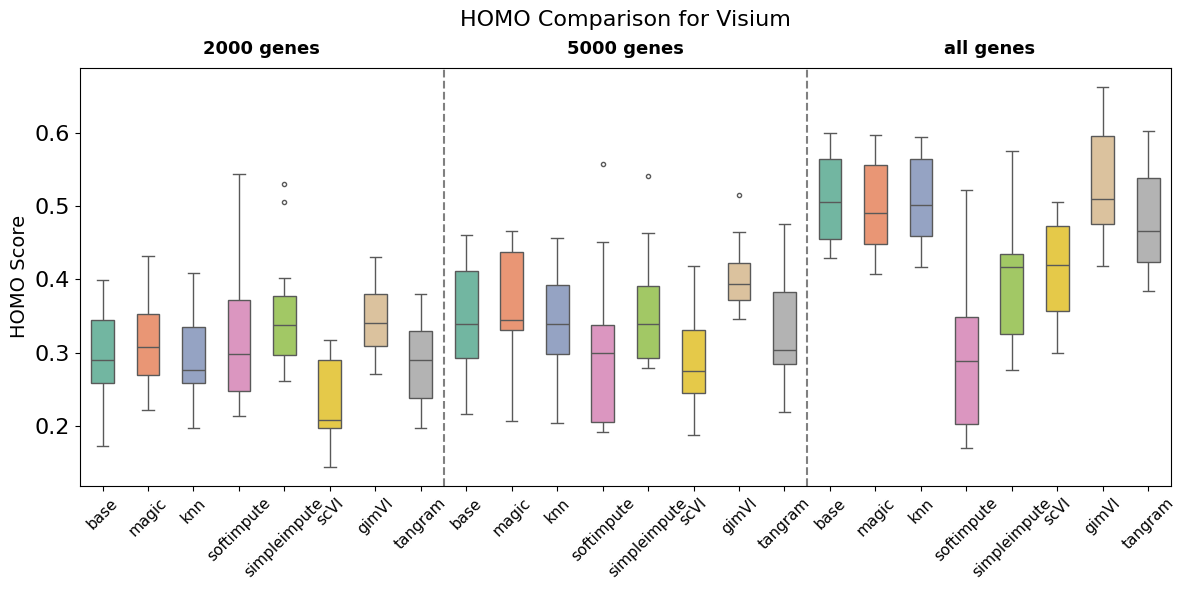 HOMO Comparison for Visium
2000 genes 5000 genes all genes
HOMO Score
0.6
0.5
0.4
0.3
0.2
base magic knn softimpute simpleimpute scVI gimVI tangram base magic knn softimpute simpleimpute scVI gimVI tangram base magic knn softimpute simpleimpute scVI gimVI tangram